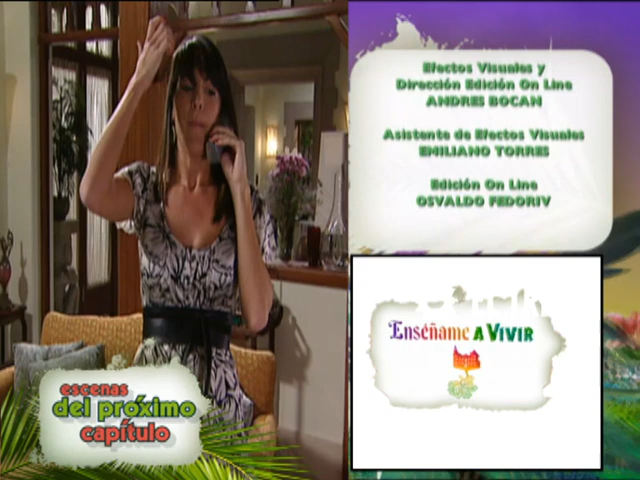 Efectos Visuales y
Dirección Edición On Line
ANDRES BOCAN
Asistente de Efectos Visuales
EMILIANO TORRES
Edición On Line
OSVALDO FEDORIV
Enséñame A VIVIR
escenas
del próximo
capítulo